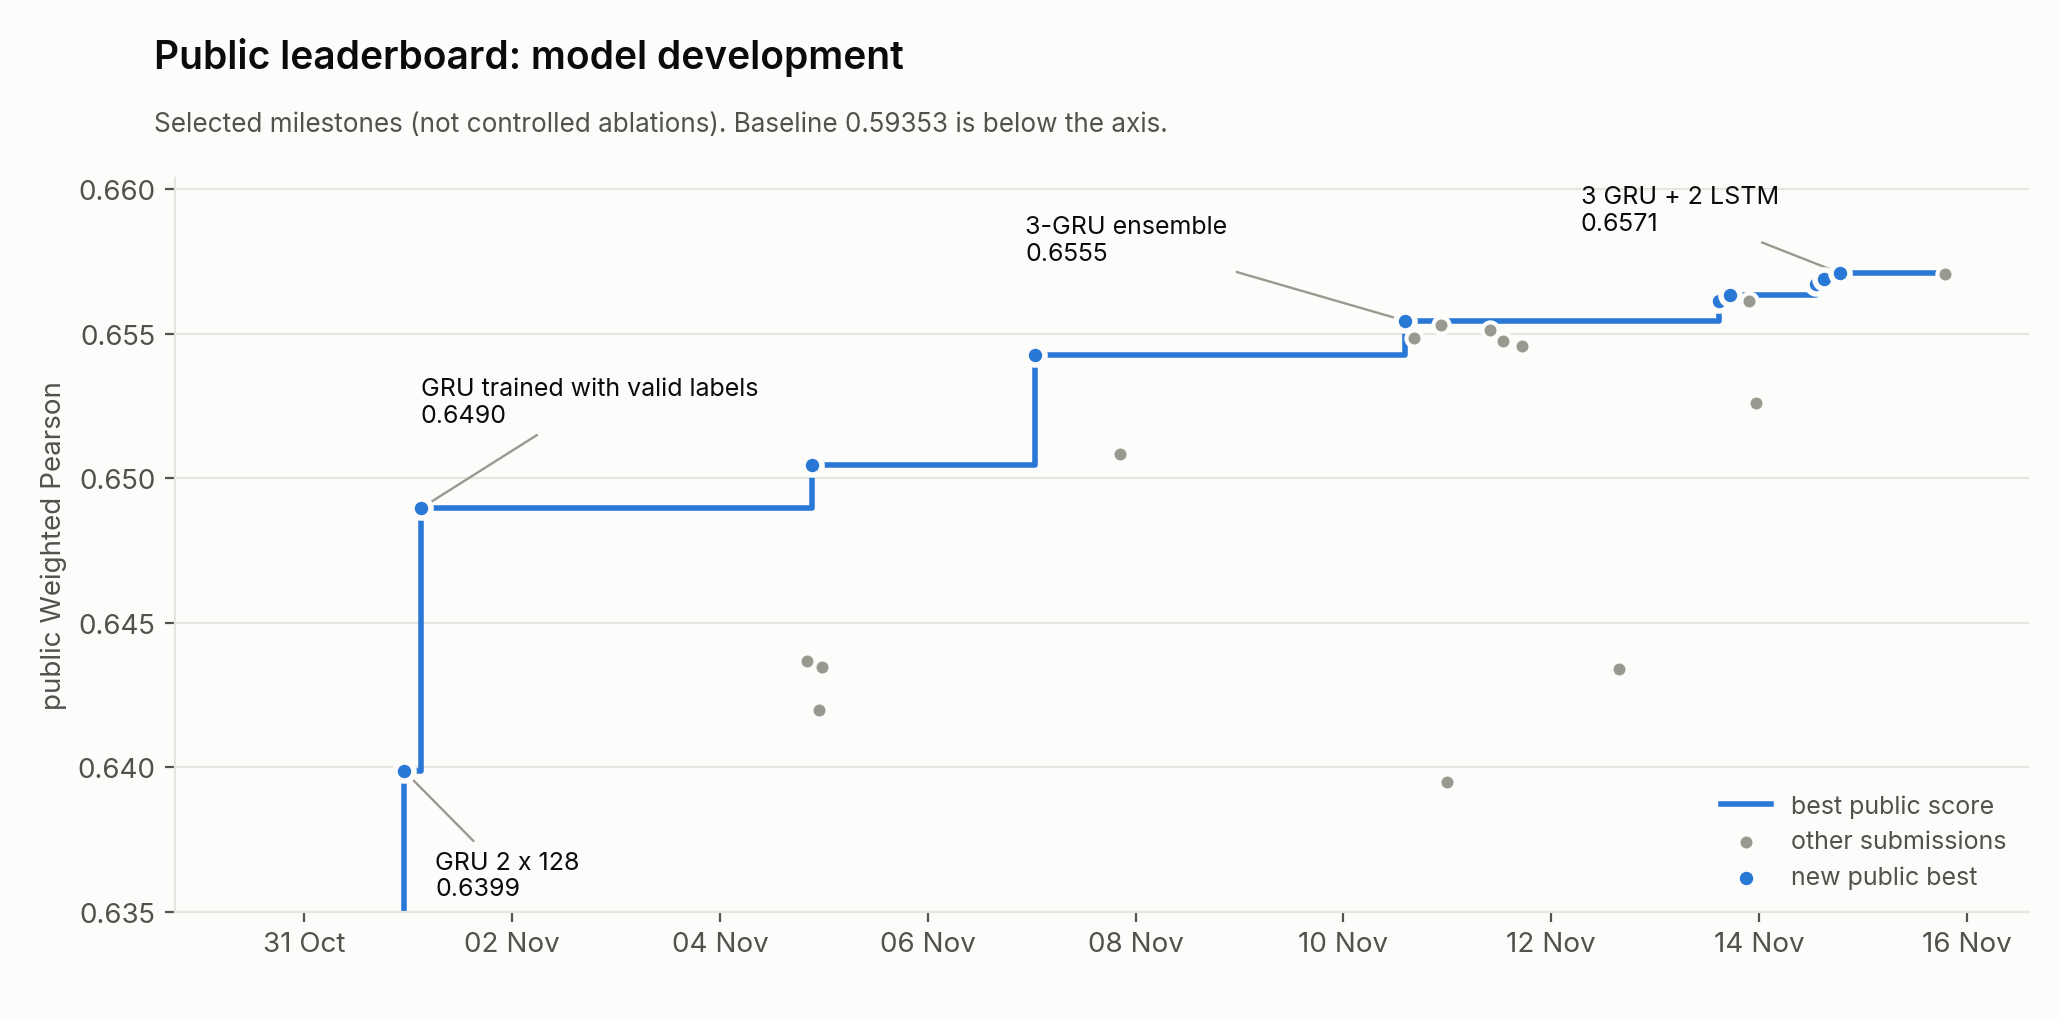 Public leaderboard: model development
Selected milestones (not controlled ablations). Baseline 0.59353 is below the axis.
public Weighted Pearson
0.660
0.655
0.650
0.645
0.640
0.635
3 GRU + 2 LSTM
0.6571
3-GRU ensemble
0.6555
GRU trained with valid labels
0.6490
GRU 2 x 128
0.6399
best public score
other submissions
new public best
31 Oct
02 Nov
04 Nov
06 Nov
08 Nov
10 Nov
12 Nov
14 Nov
16 Nov